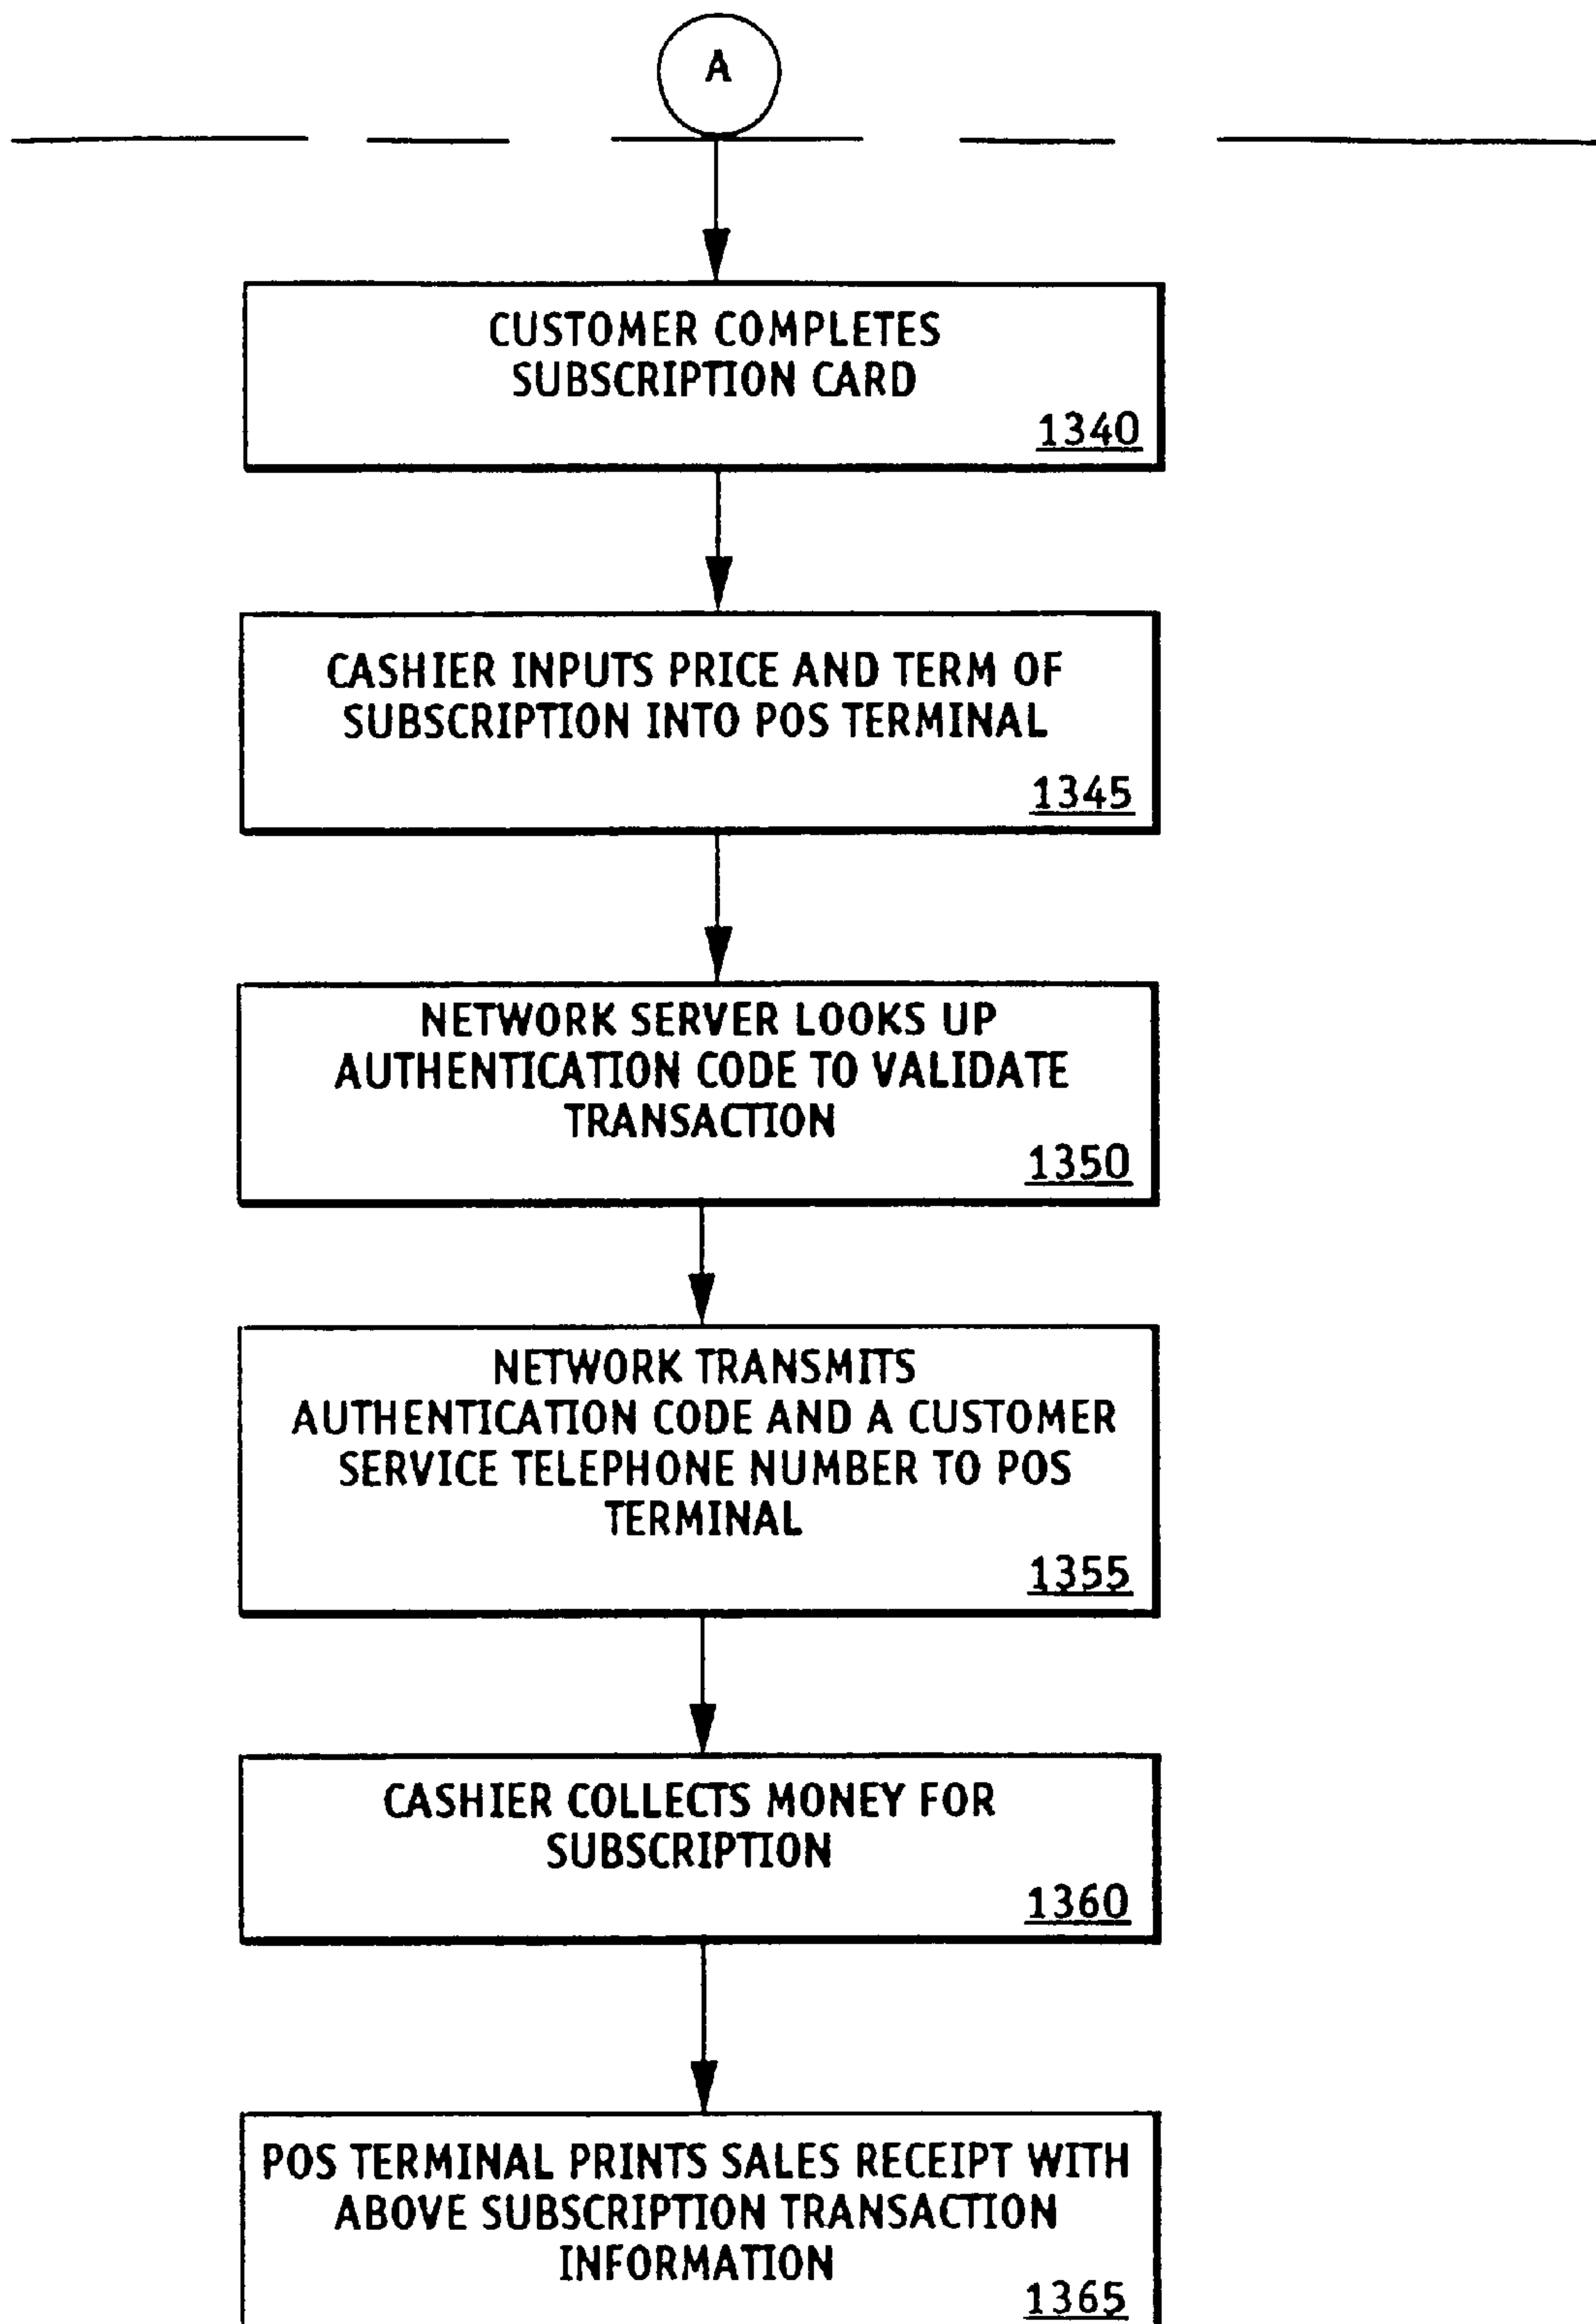 A
CUSTOMER COMPLETES
SUBSCRIPTION CARD
1340
CASHIER INPUTS PRICE AND TERM OF
SUBSCRIPTION INTO POS TERMINAL
1345
NETWORK SERVER LOOKS UP
AUTHENTICATION CODE TO VALIDATE
TRANSACTION
1350
NETWORK TRANSMITS
AUTHENTICATION CODE AND A CUSTOMER
SERVICE TELEPHONE NUMBER TO POS
TERMINAL
1355
CASHIER COLLECTS MONEY FOR
SUBSCRIPTION
1360
POS TERMINAL PRINTS SALES RECEIPT WITH
ABOVE SUBSCRIPTION TRANSACTION
INFORMATION
1365